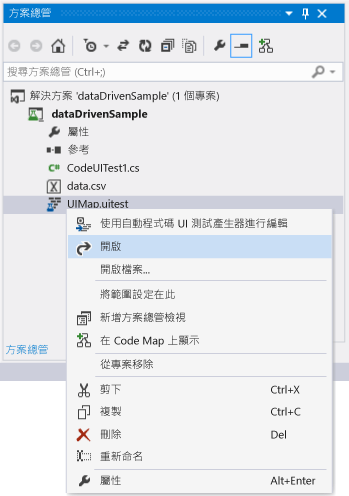 方案總管
搜尋方案總管 (Ctrl+;)
解決方案 'dataDrivenSample' (1 個專案)
dataDrivenSample
屬性
參考
CodeUITest1.cs
data.csv
UIMap.uitest
使用自動程式碼 UI 測試產生器進行編輯
開啟
開啟檔案...
將範圍設定在此
新增方案總管檢視
在 Code Map 上顯示
方案總管
從專案移除
剪下 Ctrl+X
複製 Ctrl+C
刪除 Del
重新命名
屬性 Alt+Enter